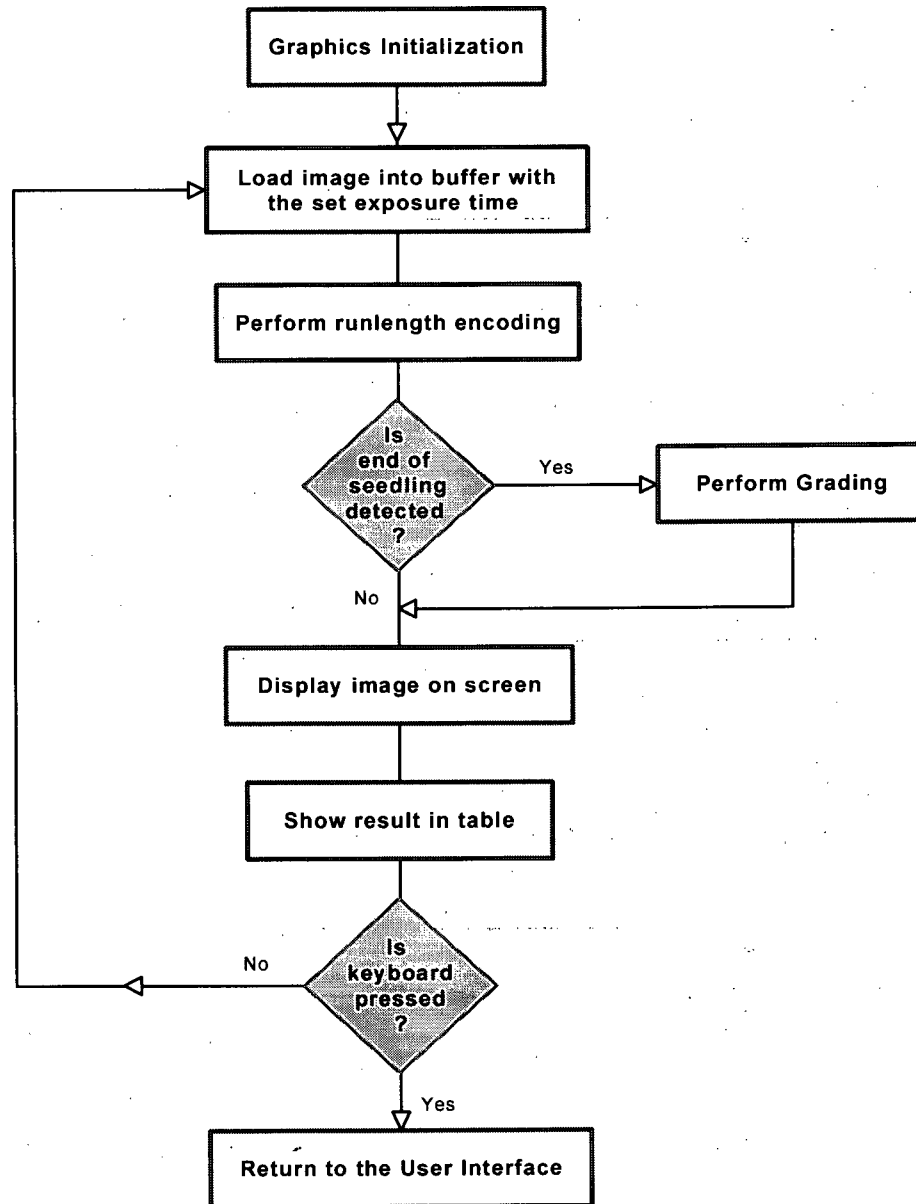 Graphics Initialization
Load image into buffer with
the set exposure time
Perform runlength encoding
Is
end of
seedling
detected
?
Yes
Perform Grading
No
Display image on screen
Show result in table
Is
keyboard
pressed
?
No
Yes
Return to the User Interface